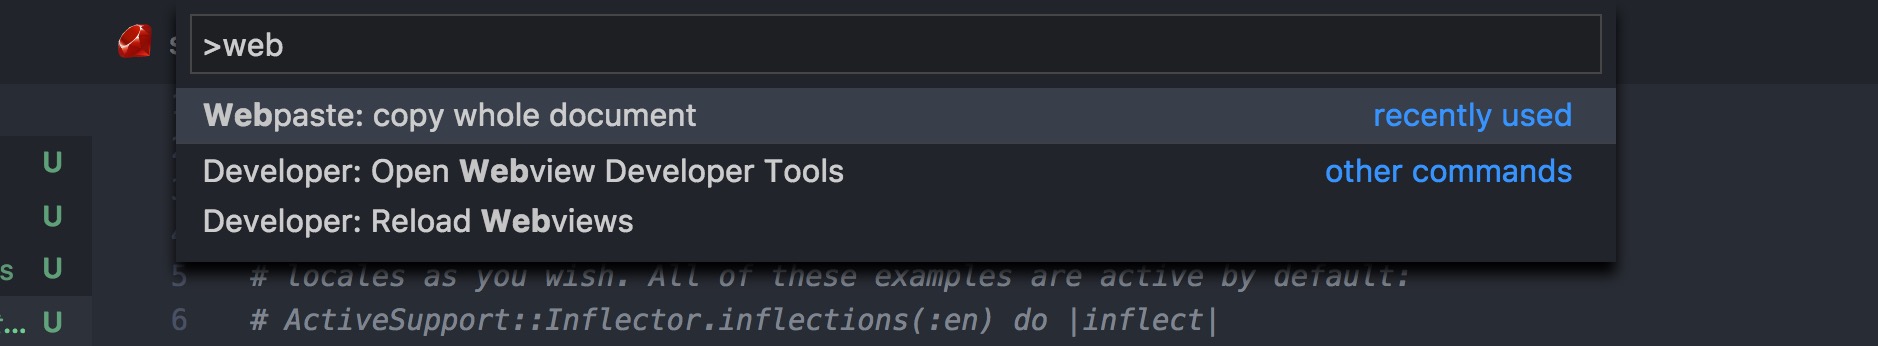 >web
Webpaste: copy whole document recently used
Developer: Open Webview Developer Tools other commands
Developer: Reload Webviews
U
U
s U
t... U
5 # locales as you wish. All of these examples are active by default:
6 # ActiveSupport::Inflector.inflections(:en) do |inflect|